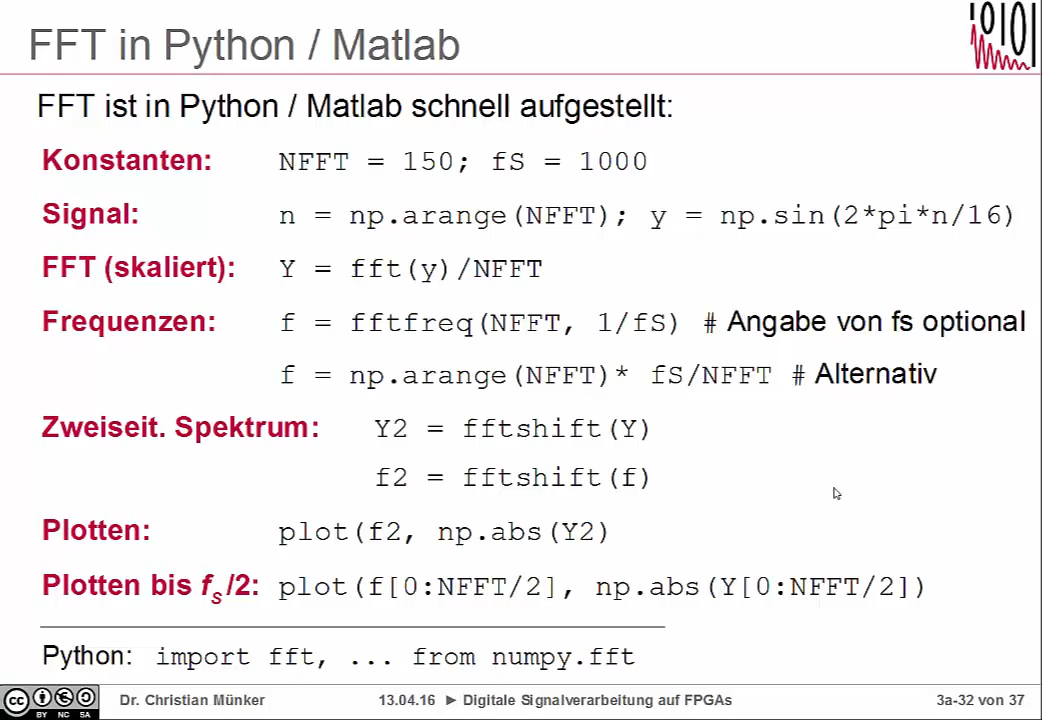 FFT in Python / Matlab
FFT ist in Python / Matlab schnell aufgestellt:
Konstanten: NFFT = 150; fS = 1000
Signal: n = np.arange(NFFT); y = np.sin(2*pi*n/16)
FFT (skaliert): Y = fft(y)/NFFT
Frequenzen: f = fftfreq(NFFT, 1/fS) # Angabe von fs optional
f = np.arange(NFFT)* fS/NFFT # Alternativ
Zweiseit. Spektrum: Y2 = fftshift(Y)
f2 = fftshift(f)
Plotten: plot(f2, np.abs(Y2)
Plotten bis fS/2: plot(f[0:NFFT/2], np.abs(Y[0:NFFT/2])
Python: import fft, ... from numpy.fft
cc BY NC SA Dr. Christian Münker 13.04.16 ► Digitale Signalverarbeitung auf FPGAs 3a-32 von 37